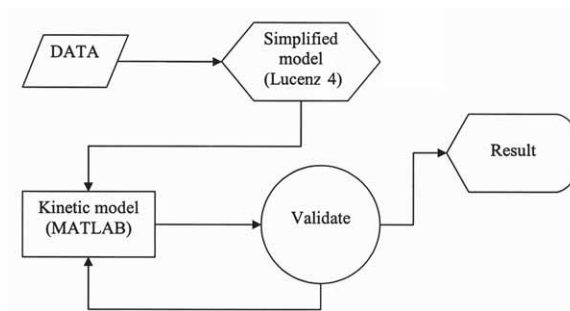 DATA
Simplified
model
(Lucenz 4)
Result
Kinetic model
(MATLAB)
Validate